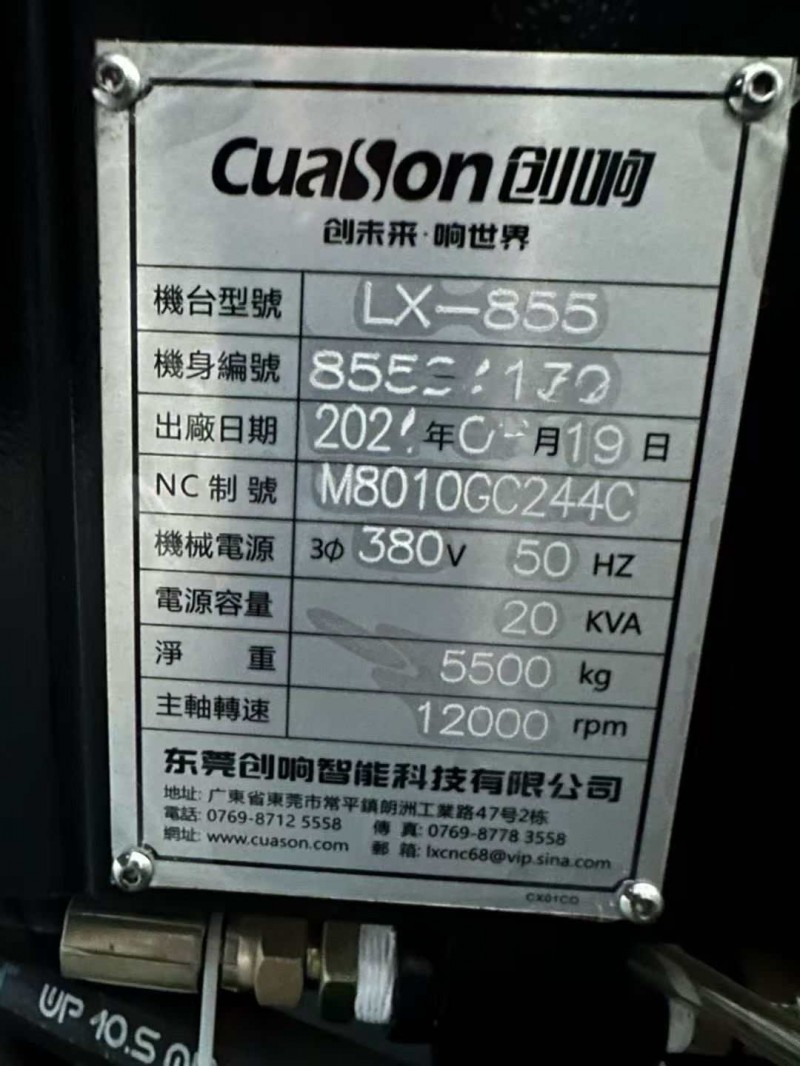 Cuason 创响
创未来·响世界
機台型號 LX-855
機身編號
出廠日期 年 月19日
NC制號 M8010GC244C
機械電源 3Φ 380V 50 HZ
電源容量 20 KVA
淨重 5500 kg
主軸轉速 12000 rpm
东莞创响智能科技有限公司
地址: 广東省東莞市常平鎮朗洲工業路47号2栋
電話: 0769-8712 5558 傳真: 0769-8778 3558
網址: www.cuason.com 郵箱: lxcnc68@vip.sina.com
CX01CO
WP 10.5